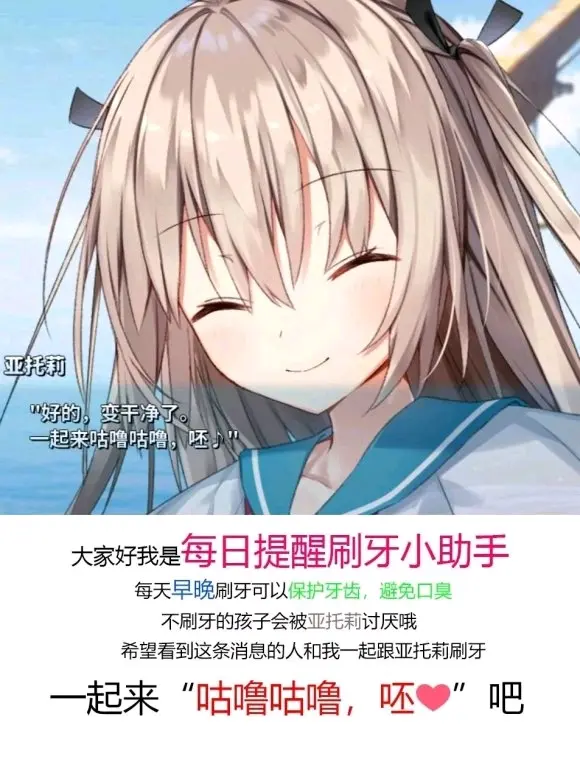 亚托莉
"好的，变干净了。
一起来咕噜咕噜，呸♪"
大家好我是每日提醒刷牙小助手
每天早晚刷牙可以保护牙齿，避免口臭
不刷牙的孩子会被亚托莉讨厌哦
希望看到这条消息的人和我一起跟亚托莉刷牙
一起来“咕噜咕噜，呸❤”吧